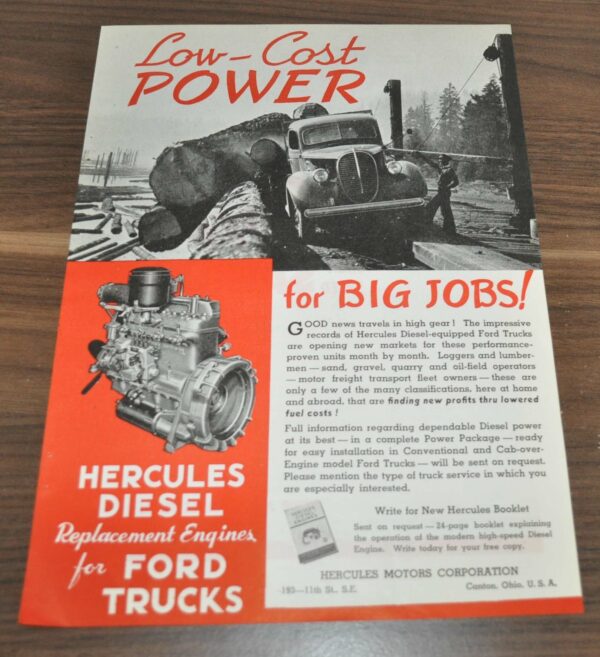 Low-Cost
POWER
for BIG JOBS!
GOOD news travels in high gear! The impressive
records of Hercules Diesel-equipped Ford Trucks
are opening new markets for these performance-
proven units month by month. Loggers and lumber-
men — sand, gravel, quarry and oil-field operators
— motor freight transport fleet owners — these are
only a few of the many classifications, here at home
and abroad, that are finding new profits thru lowered
fuel costs!
Full information regarding dependable Diesel power
at its best — in a complete Power Package — ready
for easy installation in Conventional and Cab-over-
Engine model Ford Trucks — will be sent on request.
Please mention the type of truck service in which you
are especially interested.
Write for New Hercules Booklet
Sent on request — 24-page booklet explaining
the operation of the modern high-speed Diesel
Engine. Write today for your free copy.
HERCULES MOTORS CORPORATION
193—11th St., S.E. Canton, Ohio, U. S. A.
HERCULES
DIESEL
Replacement Engines
for FORD
TRUCKS